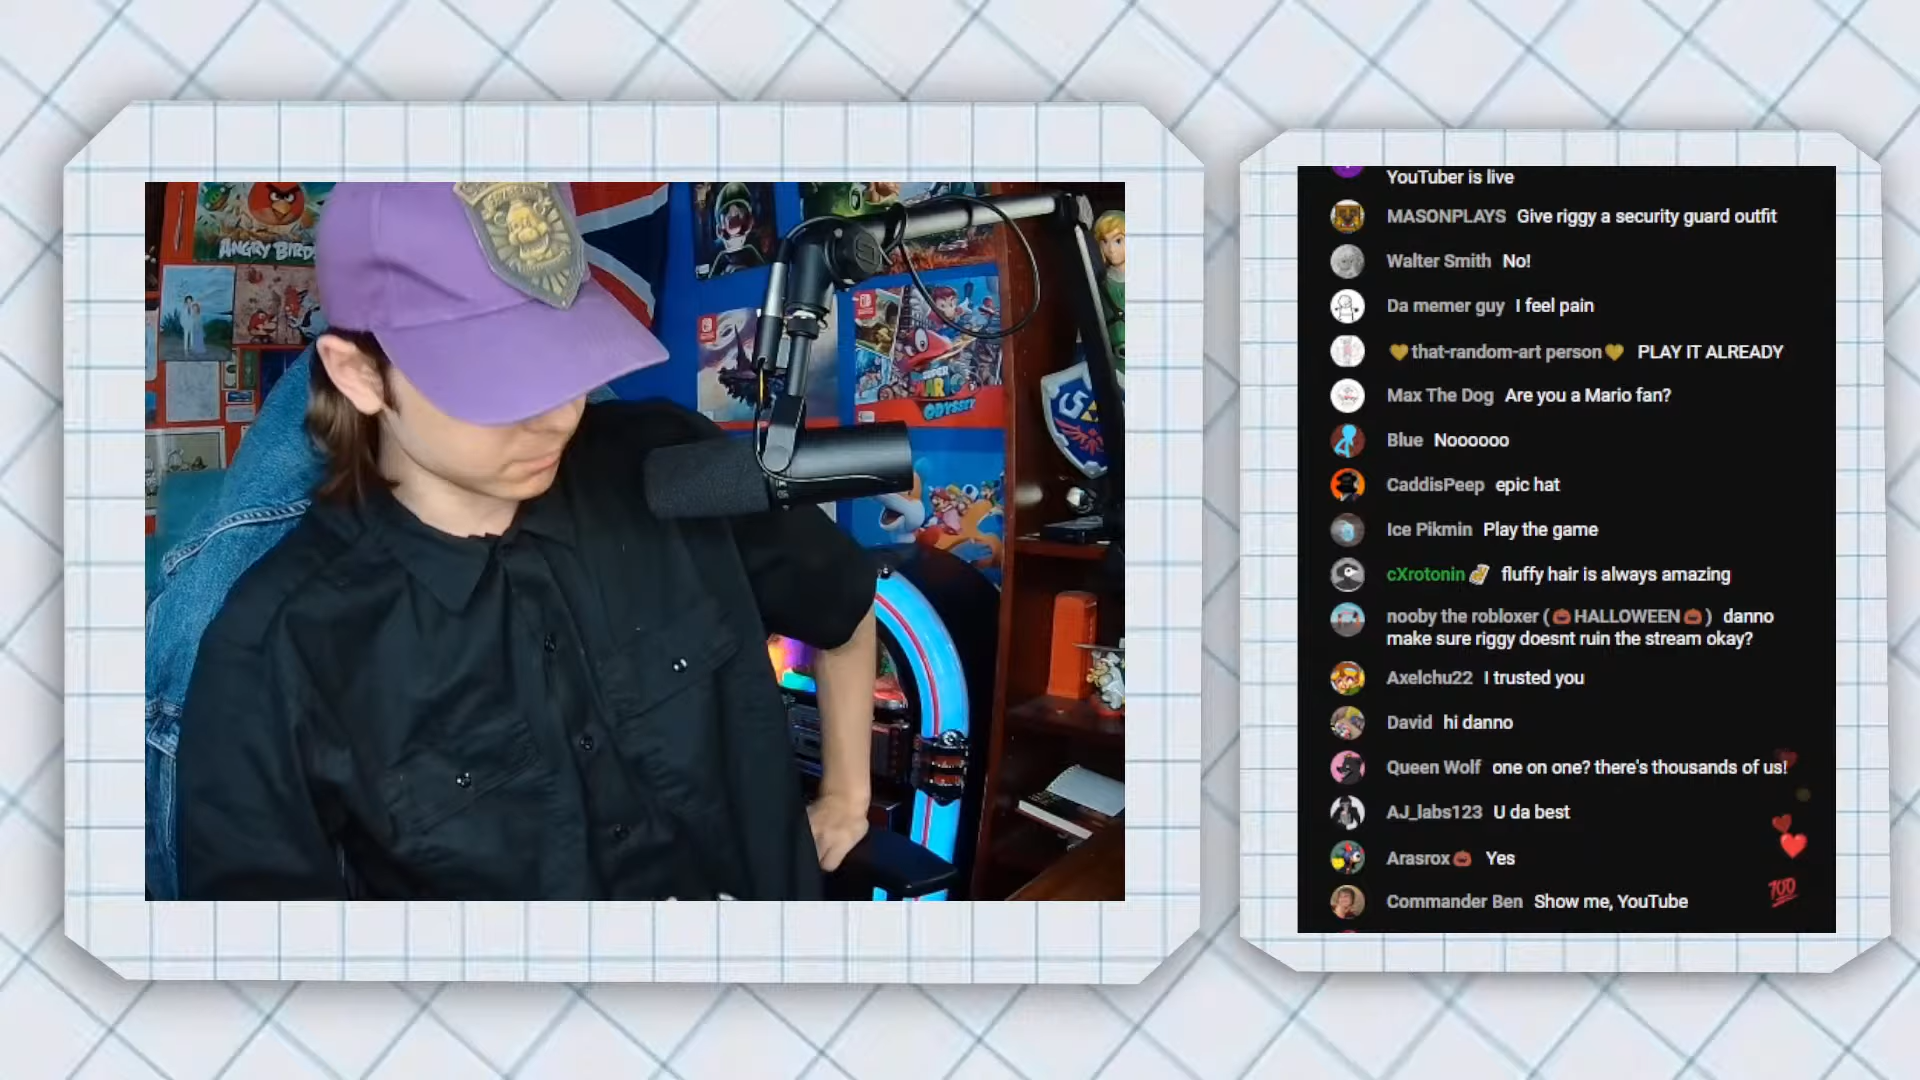 ANGRY BIRDS
SUPER
MARIO
ODYSSEY
YouTuber is live
MASONPLAYS Give riggy a security guard outfit
Walter Smith No!
Da memer guy I feel pain
💛that-random-art person💛 PLAY IT ALREADY
Max The Dog Are you a Mario fan?
Blue Noooooo
CaddisPeep epic hat
Ice Pikmin Play the game
cXrotonin fluffy hair is always amazing
nooby the robloxer (🎃HALLOWEEN🎃) danno
make sure riggy doesnt ruin the stream okay?
Axelchu22 I trusted you
David hi danno
Queen Wolf one on one? there's thousands of us!
AJ_labs123 U da best
Arasrox🎃 Yes
Commander Ben Show me, YouTube
💯